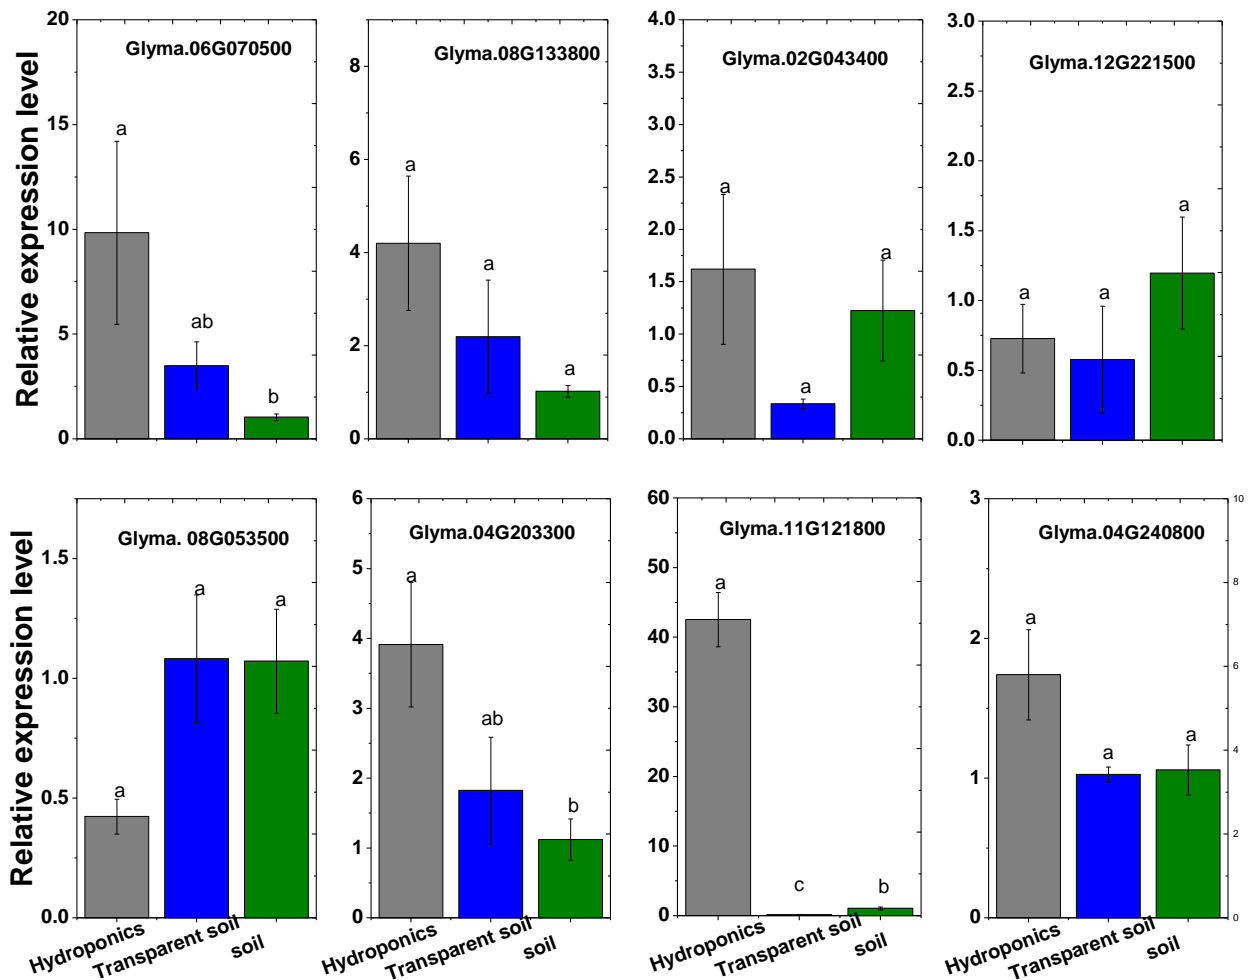 Relative expression level
20
15
10
5
0
Glyma.06G070500
a
ab
b
8
6
4
2
0
Glyma.08G133800
a
a
a
4.0
3.5
3.0
2.5
2.0
1.5
1.0
0.5
0.0
Glyma.02G043400
a
a
a
3.0
2.5
2.0
1.5
1.0
0.5
0.0
Glyma.12G221500
a
a
a
Relative expression level
1.5
1.0
0.5
0.0
Glyma. 08G053500
a
a
a
Hydroponics
Transparent soil
soil
6
5
4
3
2
1
0
Glyma.04G203300
a
ab
b
Hydroponics
Transparent soil
soil
60
50
40
30
20
10
0
Glyma.11G121800
a
c
b
Hydroponics
Transparent soil
soil
3
2
1
0
Glyma.04G240800
a
a
a
10
8
6
4
2
0
Hydroponics
Transparent soil
soil